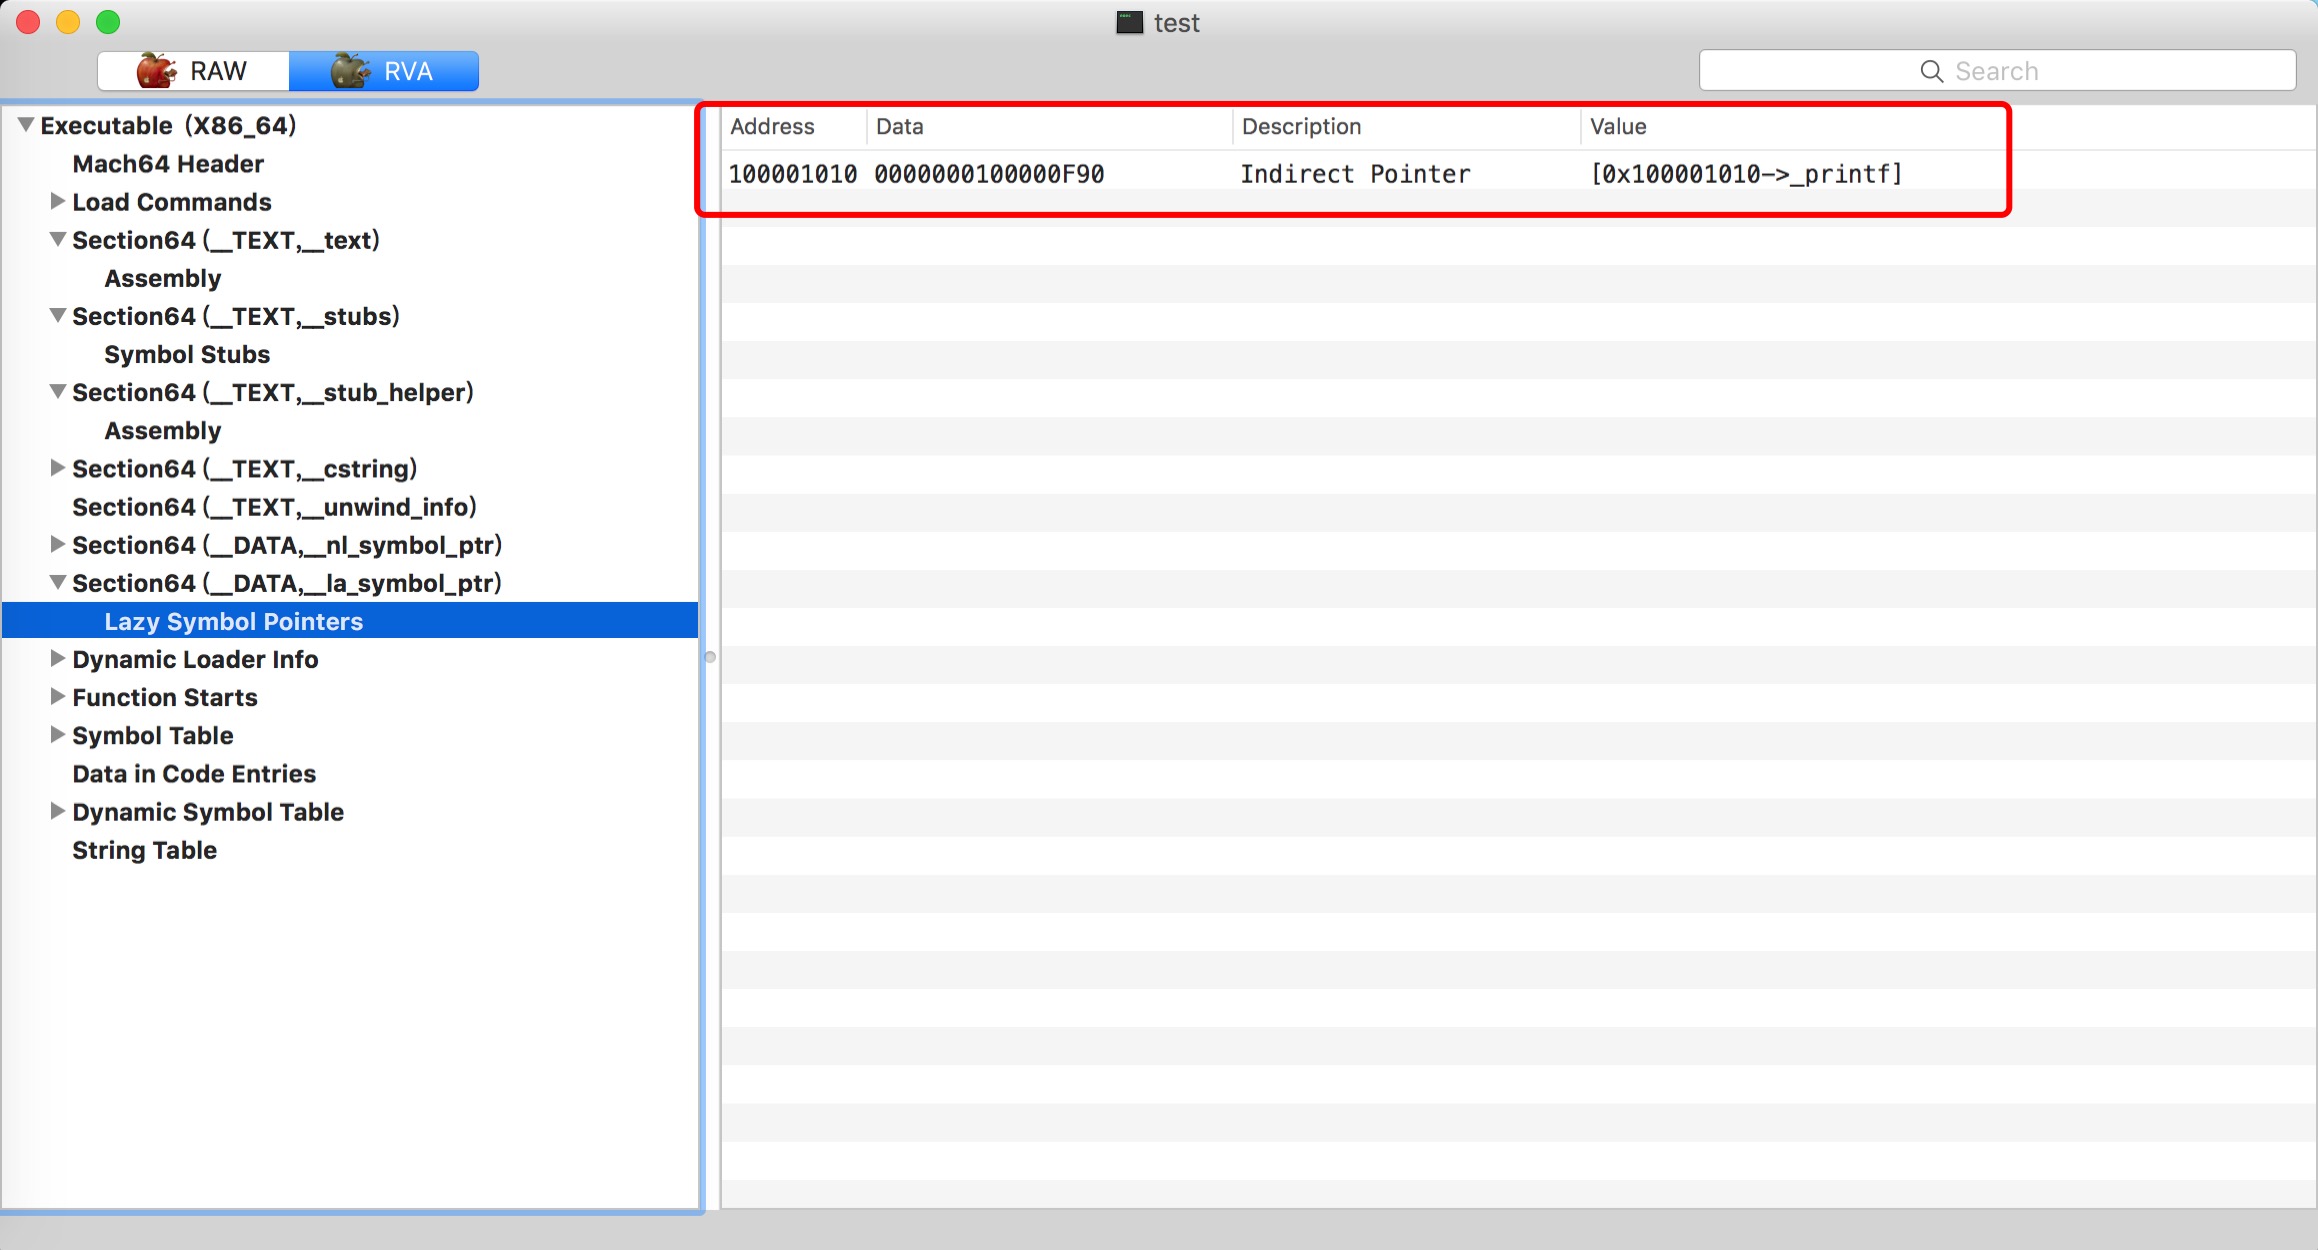 test
RAW RVA Search
Executable (X86_64)
Mach64 Header
Load Commands
Section64 (__TEXT,__text)
Assembly
Section64 (__TEXT,__stubs)
Symbol Stubs
Section64 (__TEXT,__stub_helper)
Assembly
Section64 (__TEXT,__cstring)
Section64 (__TEXT,__unwind_info)
Section64 (__DATA,__nl_symbol_ptr)
Section64 (__DATA,__la_symbol_ptr)
Lazy Symbol Pointers
Dynamic Loader Info
Function Starts
Symbol Table
Data in Code Entries
Dynamic Symbol Table
String Table
Address Data Description Value
100001010 0000000100000F90 Indirect Pointer [0x100001010->_printf]